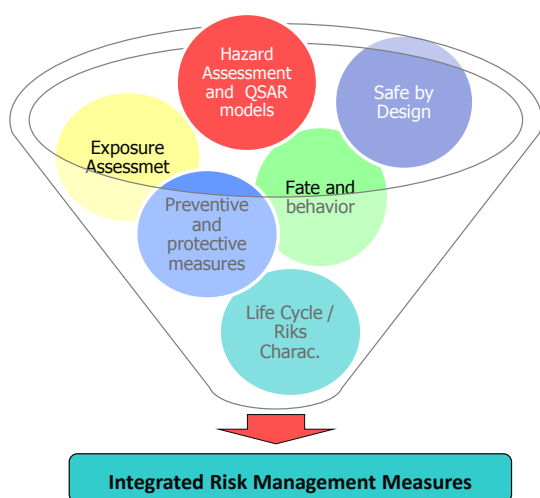 Hazard
Assessment
and QSAR
models
Safe by
Design
Exposure
Assessmet
Fate and
behavior
Preventive
and
protective
measures
Life Cycle /
Riks
Charac.
Integrated Risk Management Measures